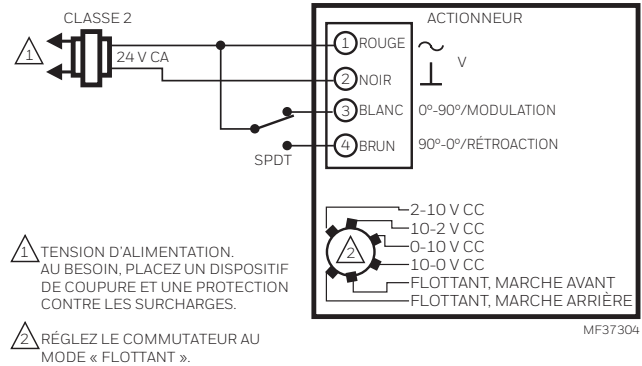 CLASSE 2
ACTIONNEUR
1
24 V CA
1 ROUGE
V
2 NOIR
3 BLANC 0º-90º/MODULATION
4 BRUN 90º-0º/RÉTROACTION
SPDT
2-10 V CC
10-2 V CC
2
0-10 V CC
10-0 V CC
FLOTTANT, MARCHE AVANT
FLOTTANT, MARCHE ARRIÈRE
1 TENSION D'ALIMENTATION.
AU BESOIN, PLACEZ UN DISPOSITIF
DE COUPURE ET UNE PROTECTION
CONTRE LES SURCHARGES.
2 RÉGLEZ LE COMMUTATEUR AU
MODE « FLOTTANT ».
MF37304